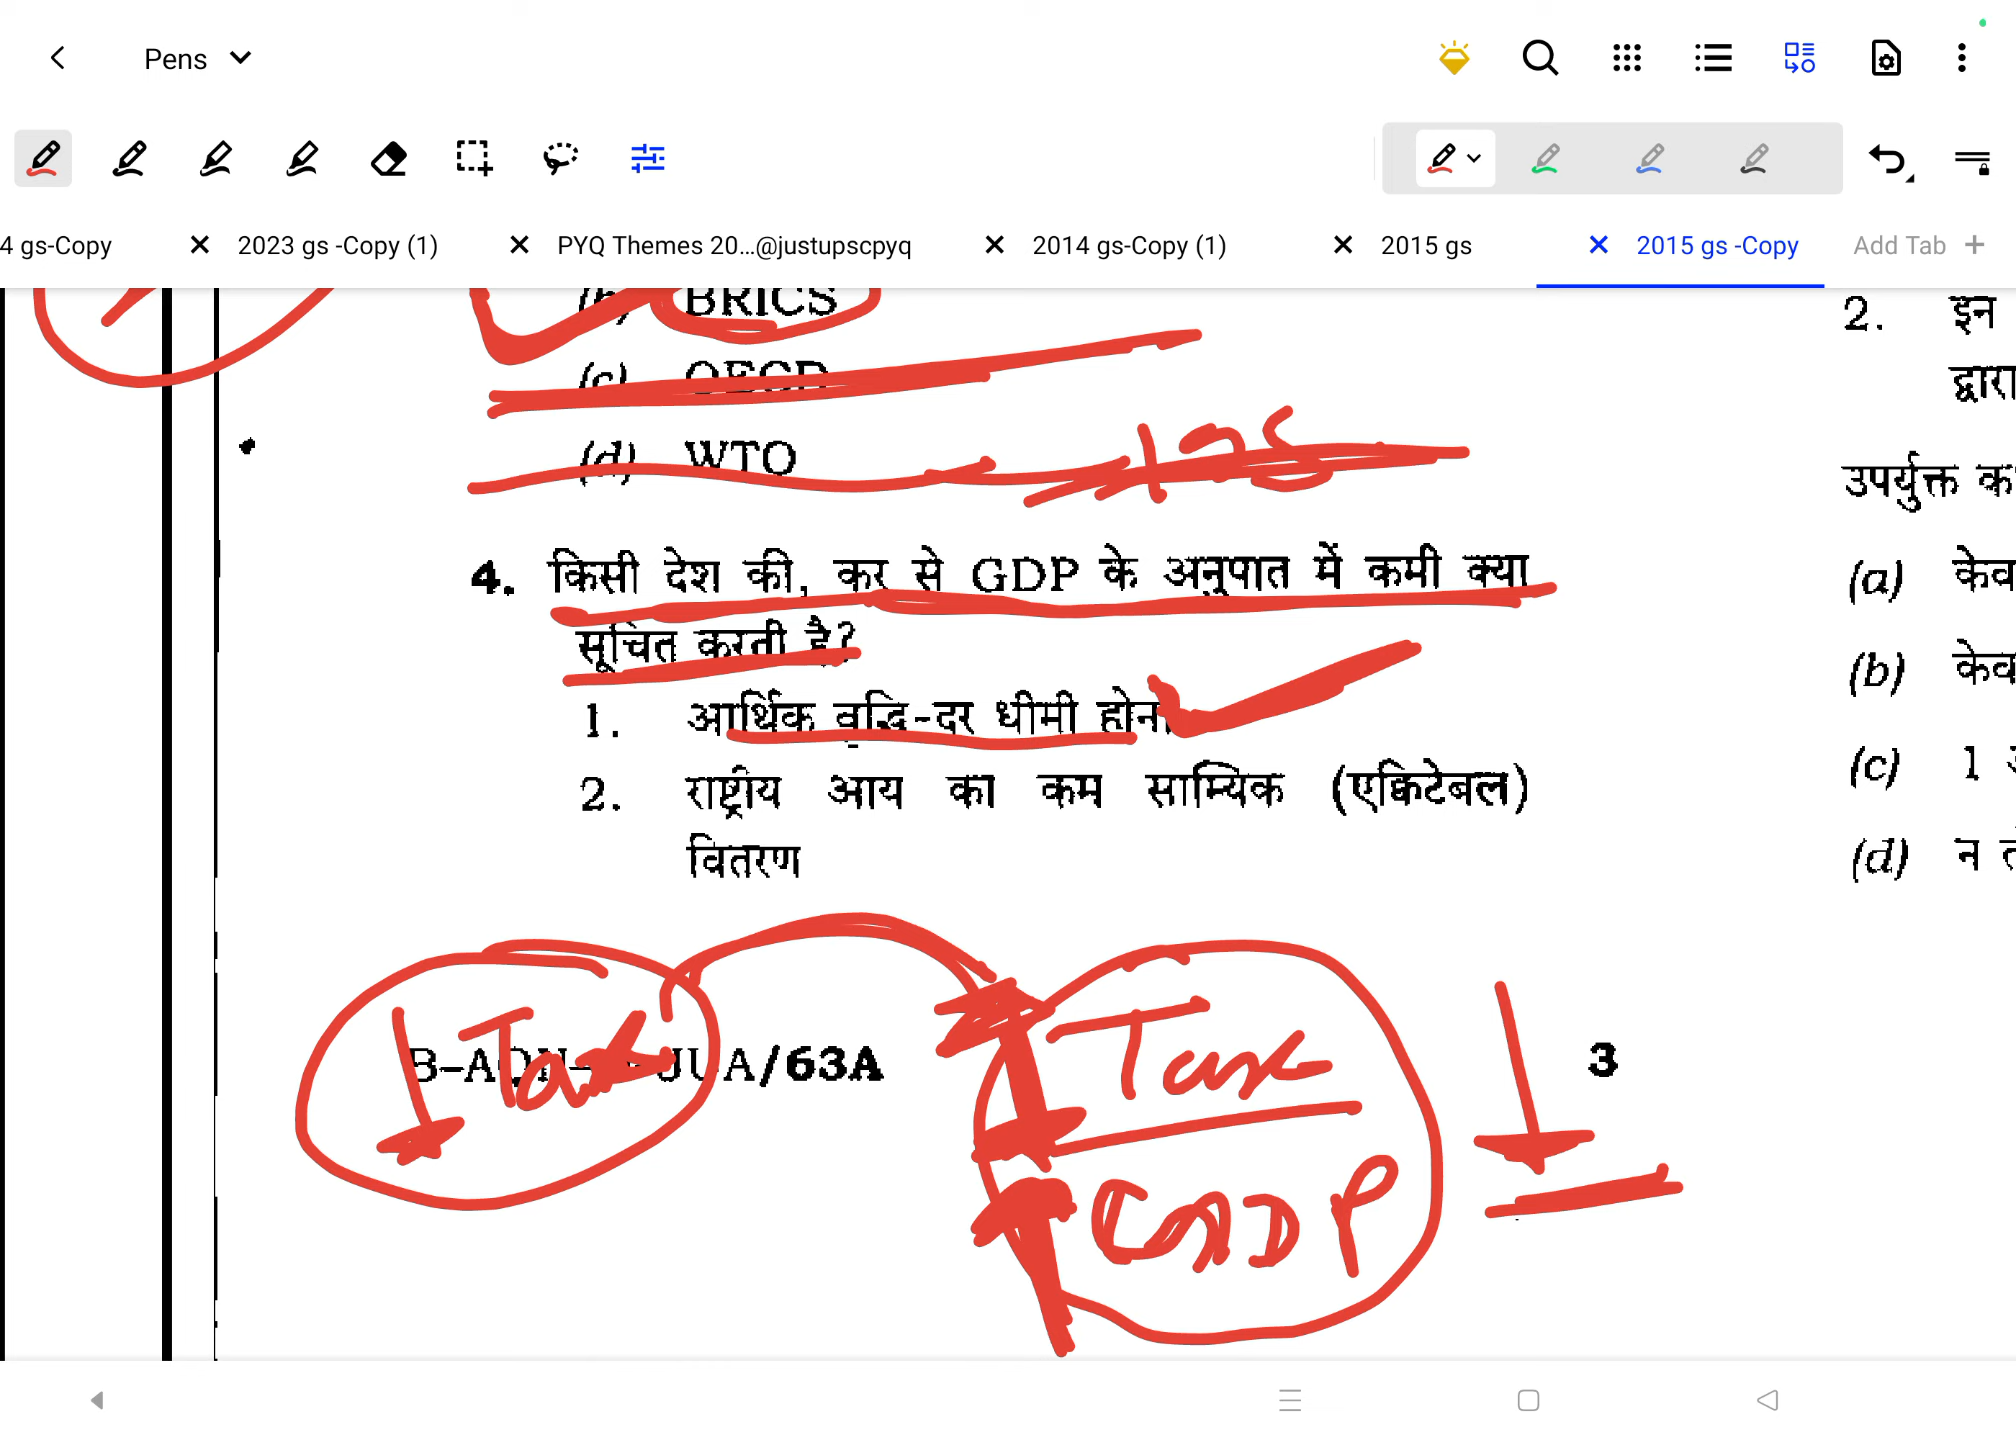 Pens
4 gs-Copy
2023 gs -Copy (1)
PYQ Themes 20...@justupscpyq
2014 gs-Copy (1)
2015 gs
2015 gs -Copy
Add Tab +
(b) BRICS
(c) OECD
(d) WTO
195
4. किसी देश की, कर से GDP के अनुपात में कमी क्या
सूचित करती है?
1. आर्थिक वृद्धि-दर धीमी होना
2. राष्ट्रीय आय का कम साम्यिक (एक्विटेबल)
वितरण
Tax
JUA/63A
Tax
GDP
3
2. इन
द्वारा
उपर्युक्त
(a)
(b)
(c) 1
(d) न